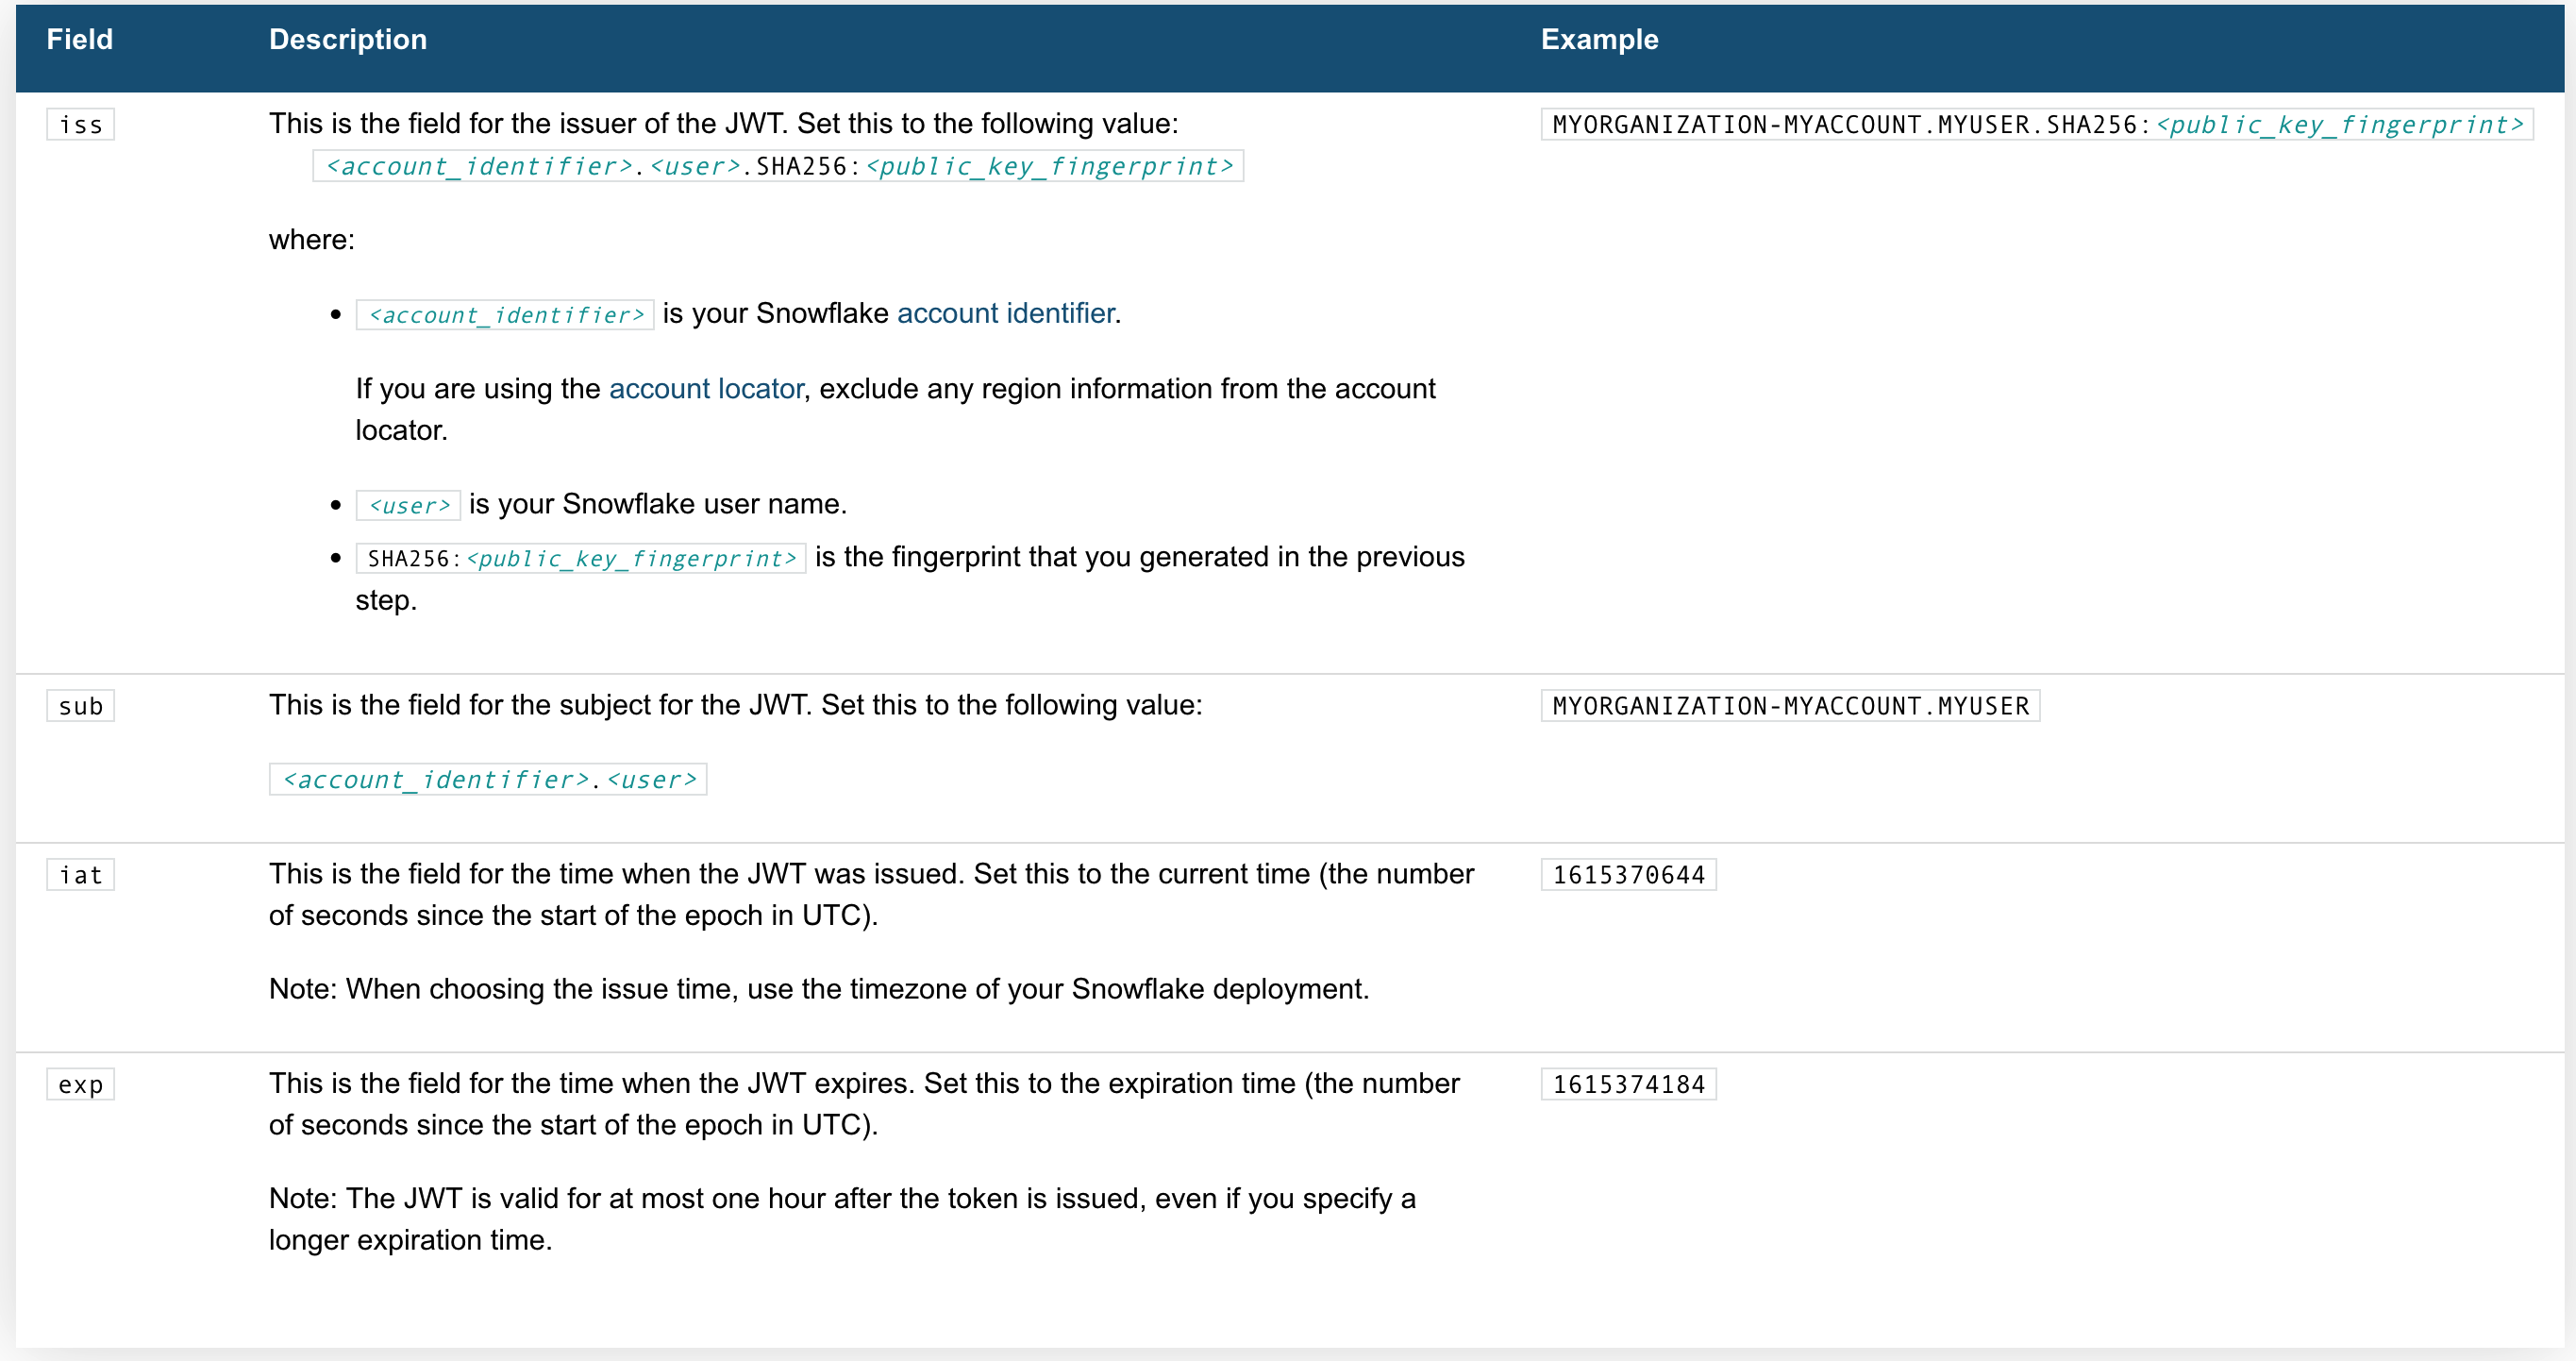 Field Description Example
iss This is the field for the issuer of the JWT. Set this to the following value: MYORGANIZATION-MYACCOUNT.MYUSER.SHA256:<public_key_fingerprint>
<account_identifier>.<user>.SHA256:<public_key_fingerprint>
where:
• <account_identifier> is your Snowflake account identifier.
If you are using the account locator, exclude any region information from the account
locator.
• <user> is your Snowflake user name.
• SHA256:<public_key_fingerprint> is the fingerprint that you generated in the previous
step.
sub This is the field for the subject for the JWT. Set this to the following value: MYORGANIZATION-MYACCOUNT.MYUSER
<account_identifier>.<user>
iat This is the field for the time when the JWT was issued. Set this to the current time (the number 1615370644
of seconds since the start of the epoch in UTC).
Note: When choosing the issue time, use the timezone of your Snowflake deployment.
exp This is the field for the time when the JWT expires. Set this to the expiration time (the number 1615374184
of seconds since the start of the epoch in UTC).
Note: The JWT is valid for at most one hour after the token is issued, even if you specify a
longer expiration time.